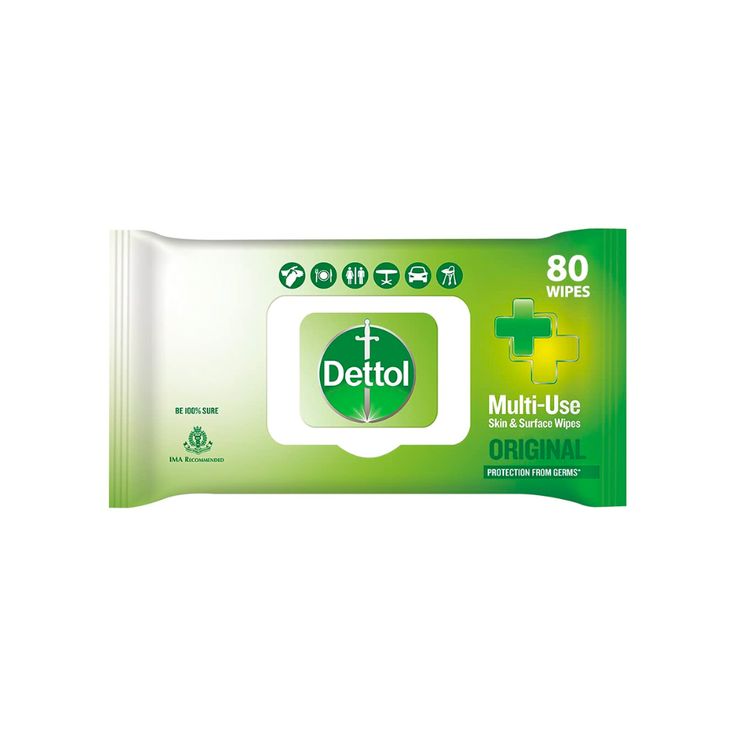 80
WIPES
Dettol
Multi-Use
Skin & Surface Wipes
ORIGINAL
PROTECTION FROM GERMS*
BE 100% SURE
IMA RECOMMENDED